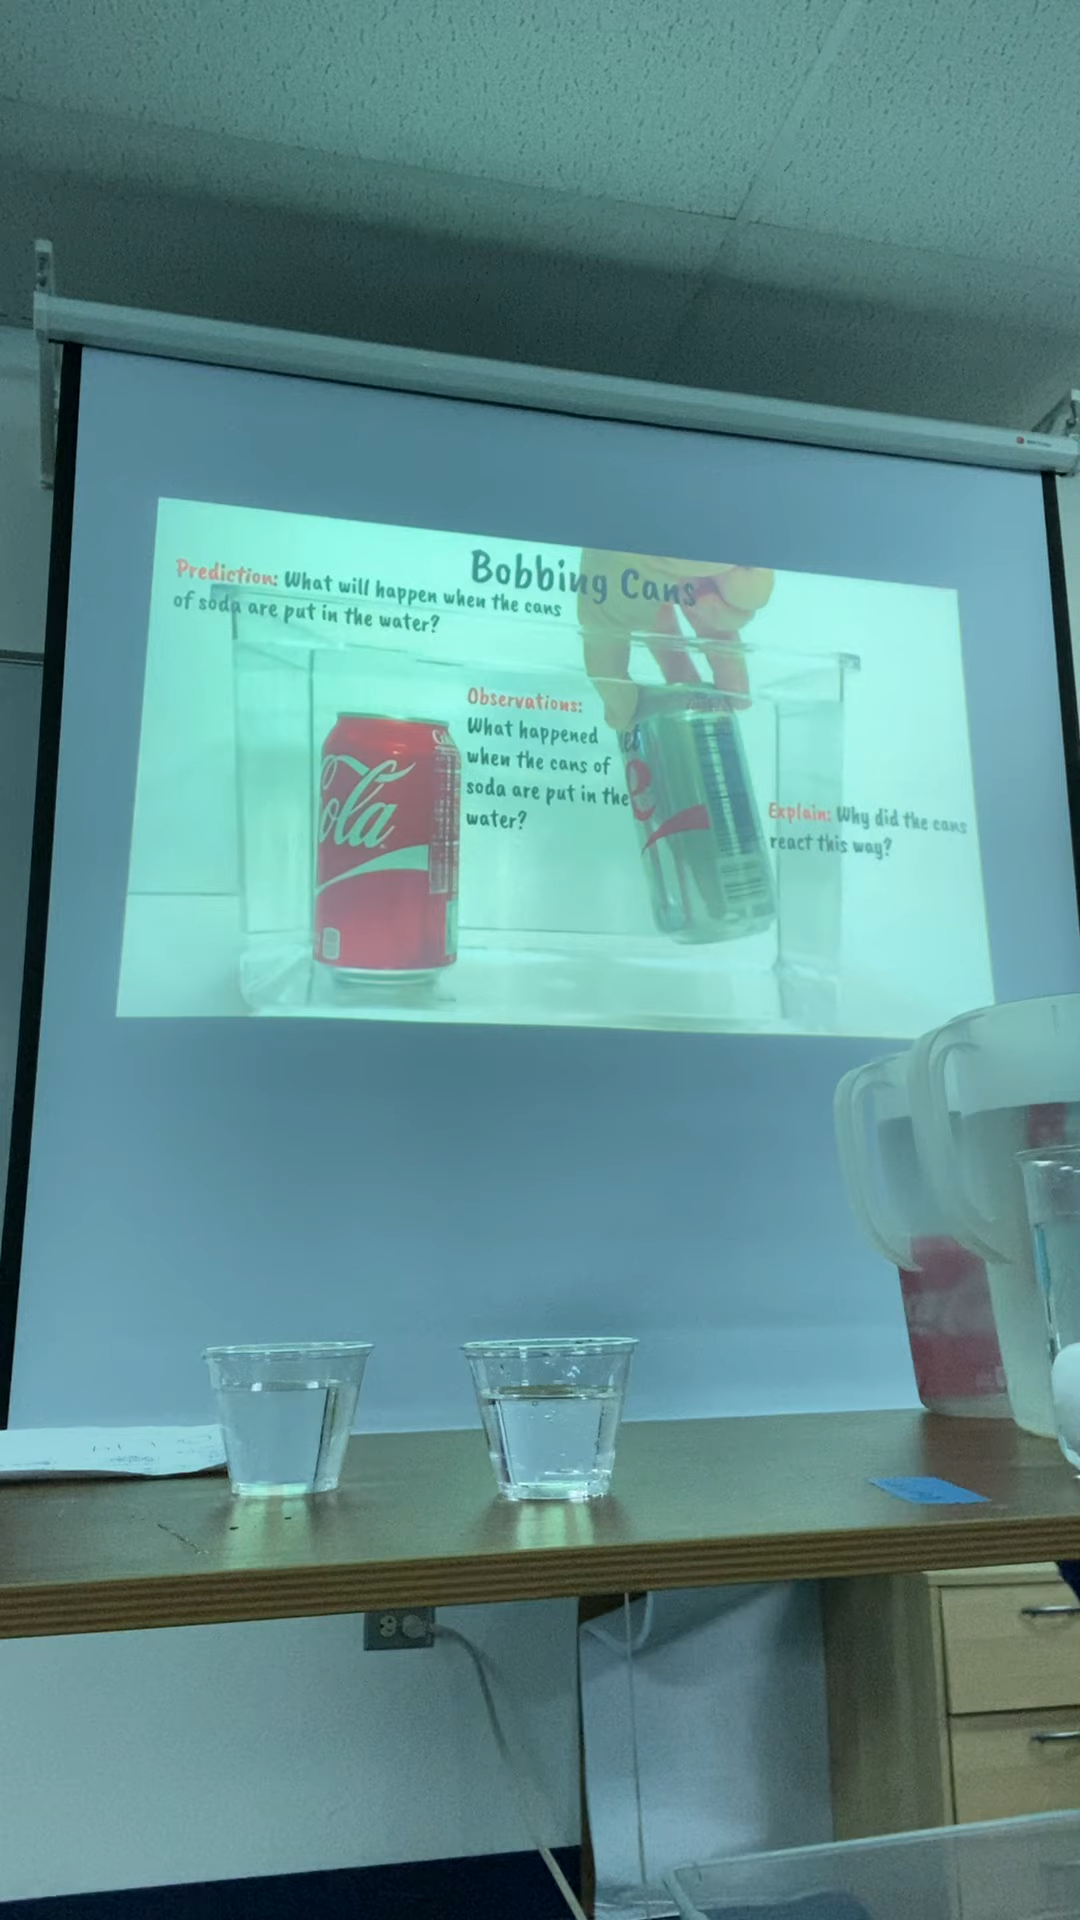 Bobbing Cans
Prediction: What will happen when the cans
of soda are put in the water?
Observations:
What happened
when the cans of
soda are put in the
water?
Explain: Why did the cans
react this way?
Cola